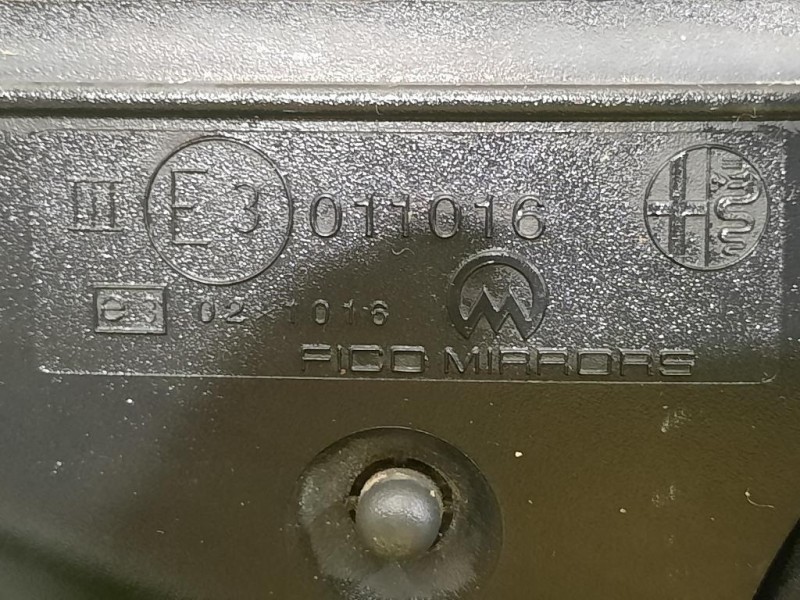 III E3 011016
e3 02*1016
FICO MIRRORS